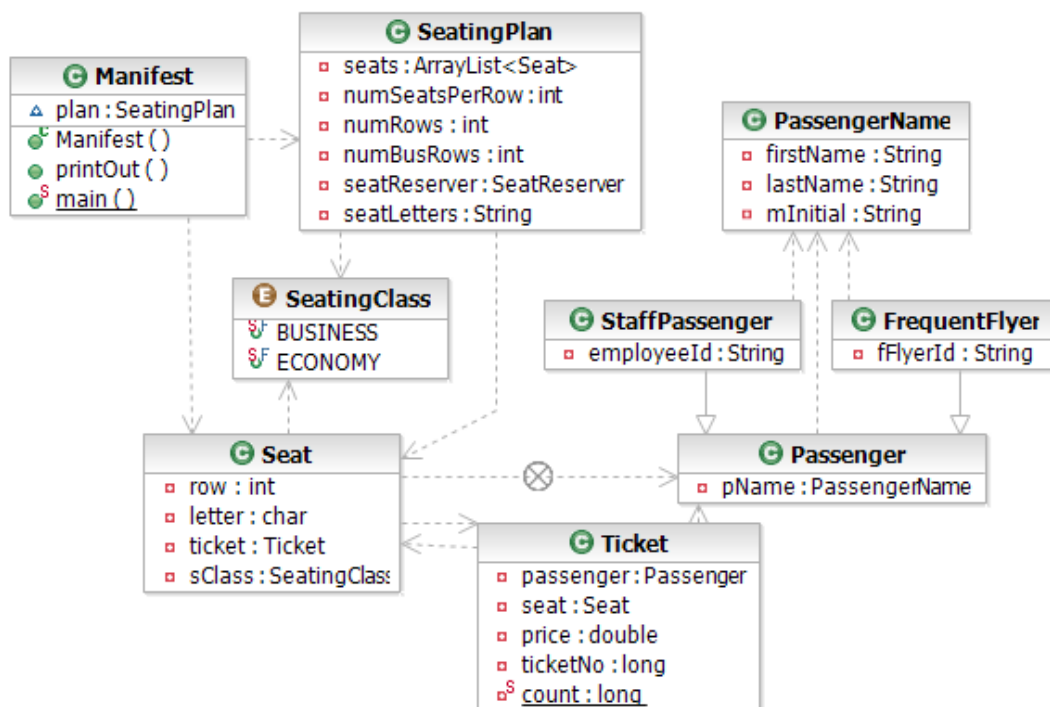 SeatingPlan
seats : ArrayList<Seat>
numSeatsPerRow : int
numRows : int
numBusRows : int
seatReserver : SeatReserver
seatLetters : String
Manifest
plan : SeatingPlan
Manifest ( )
printOut ( )
main ( )
PassengerName
firstName : String
lastName : String
mInitial : String
SeatingClass
BUSINESS
ECONOMY
StaffPassenger
employeeId : String
FrequentFlyer
fFlyerId : String
Seat
row : int
letter : char
ticket : Ticket
sClass : SeatingClass
Passenger
pName : PassengerName
Ticket
passenger : Passenger
seat : Seat
price : double
ticketNo : long
count : long